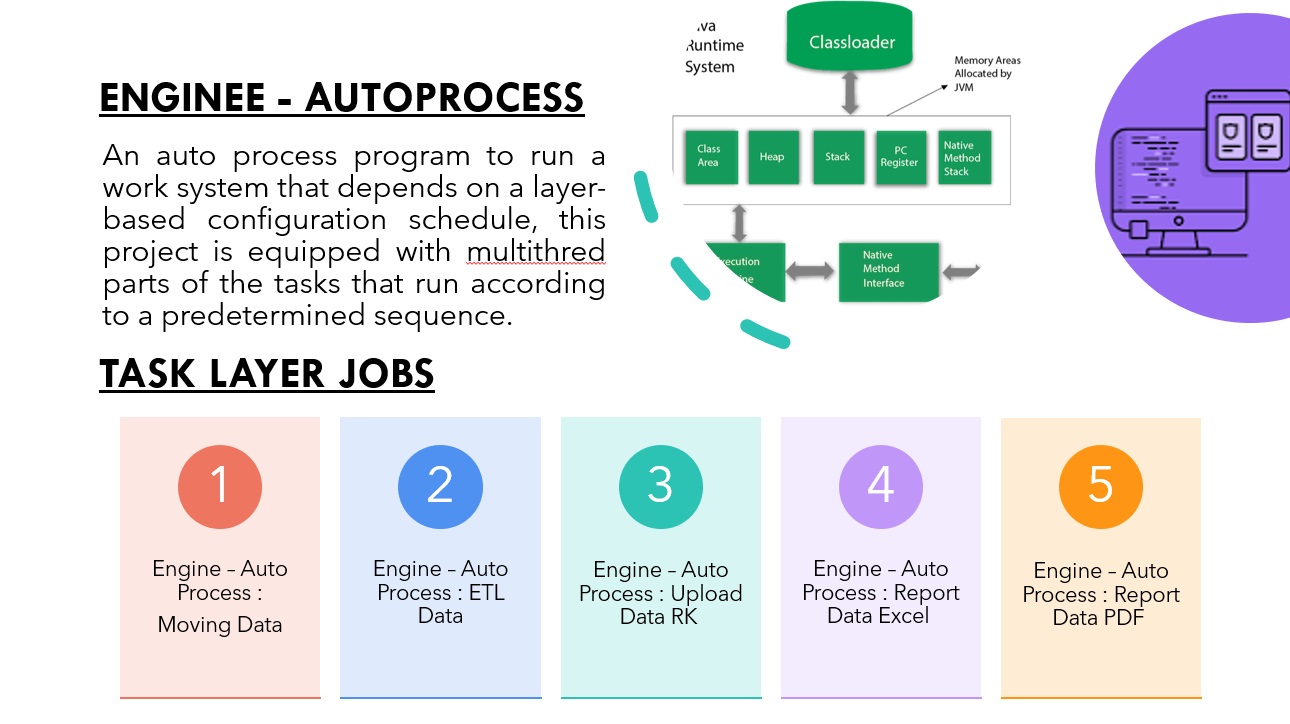 ENGINEE - AUTOPROCESS
An auto process program to run a
work system that depends on a layer-
based configuration schedule, this
project is equipped with multithred
parts of the tasks that run according
to a predetermined sequence.
Runtime
System
Classloader
Memory Areas
Allocated by
JVM
Class
Area
Heap
Stack
PC
Register
Native
Method
Stack
Native
Method
Interface
TASK LAYER JOBS
1
Engine – Auto
Process :
Moving Data
2
Engine – Auto
Process : ETL
Data
3
Engine – Auto
Process : Upload
Data RK
4
Engine – Auto
Process : Report
Data Excel
5
Engine – Auto
Process : Report
Data PDF